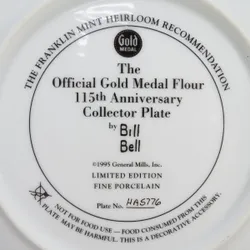 THE FRANKLIN MINT HEIRLOOM RECOMMENDATION
Gold
MEDAL
The
Official Gold Medal Flour
115th Anniversary
Collector Plate
by Bill
Bell
©1995 General Mills, Inc.
LIMITED EDITION
FINE PORCELAIN
Plate No. HA5776
NOT FOR FOOD USE — FOOD CONSUMED FROM THIS
PLATE MAY BE HARMFUL. THIS IS A DECORATIVE ACCESSORY.